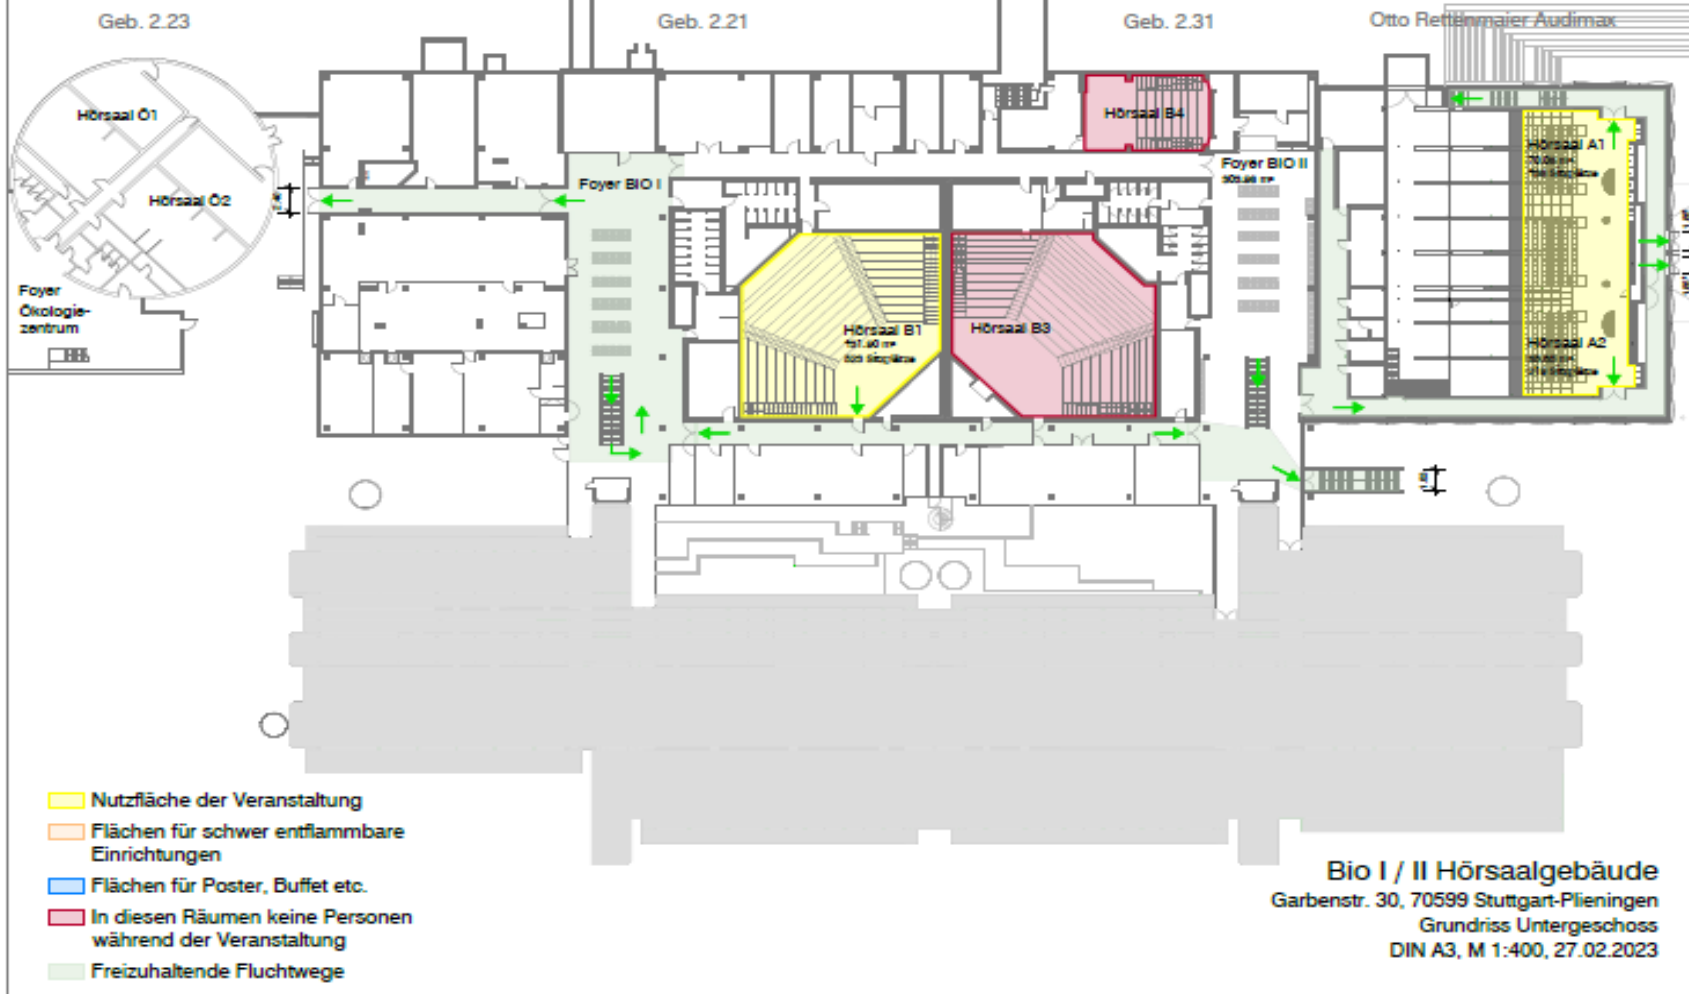 Geb. 2.23
Geb. 2.21
Geb. 2.31
Otto Rettenmaier Audimax
Hörsaal Ö1
Hörsaal Ö2
Foyer
Ökologie-
zentrum
Foyer BIO I
Hörsaal B4
Foyer BIO II
Hörsaal B1
Hörsaal B3
Hörsaal A1
Hörsaal A2
Nutzfläche der Veranstaltung
Flächen für schwer entflammbare
Einrichtungen
Flächen für Poster, Buffet etc.
In diesen Räumen keine Personen
während der Veranstaltung
Freizuhaltende Fluchtwege
Bio I / II Hörsaalgebäude
Garbenstr. 30, 70599 Stuttgart-Plieningen
Grundriss Untergeschoss
DIN A3, M 1:400, 27.02.2023